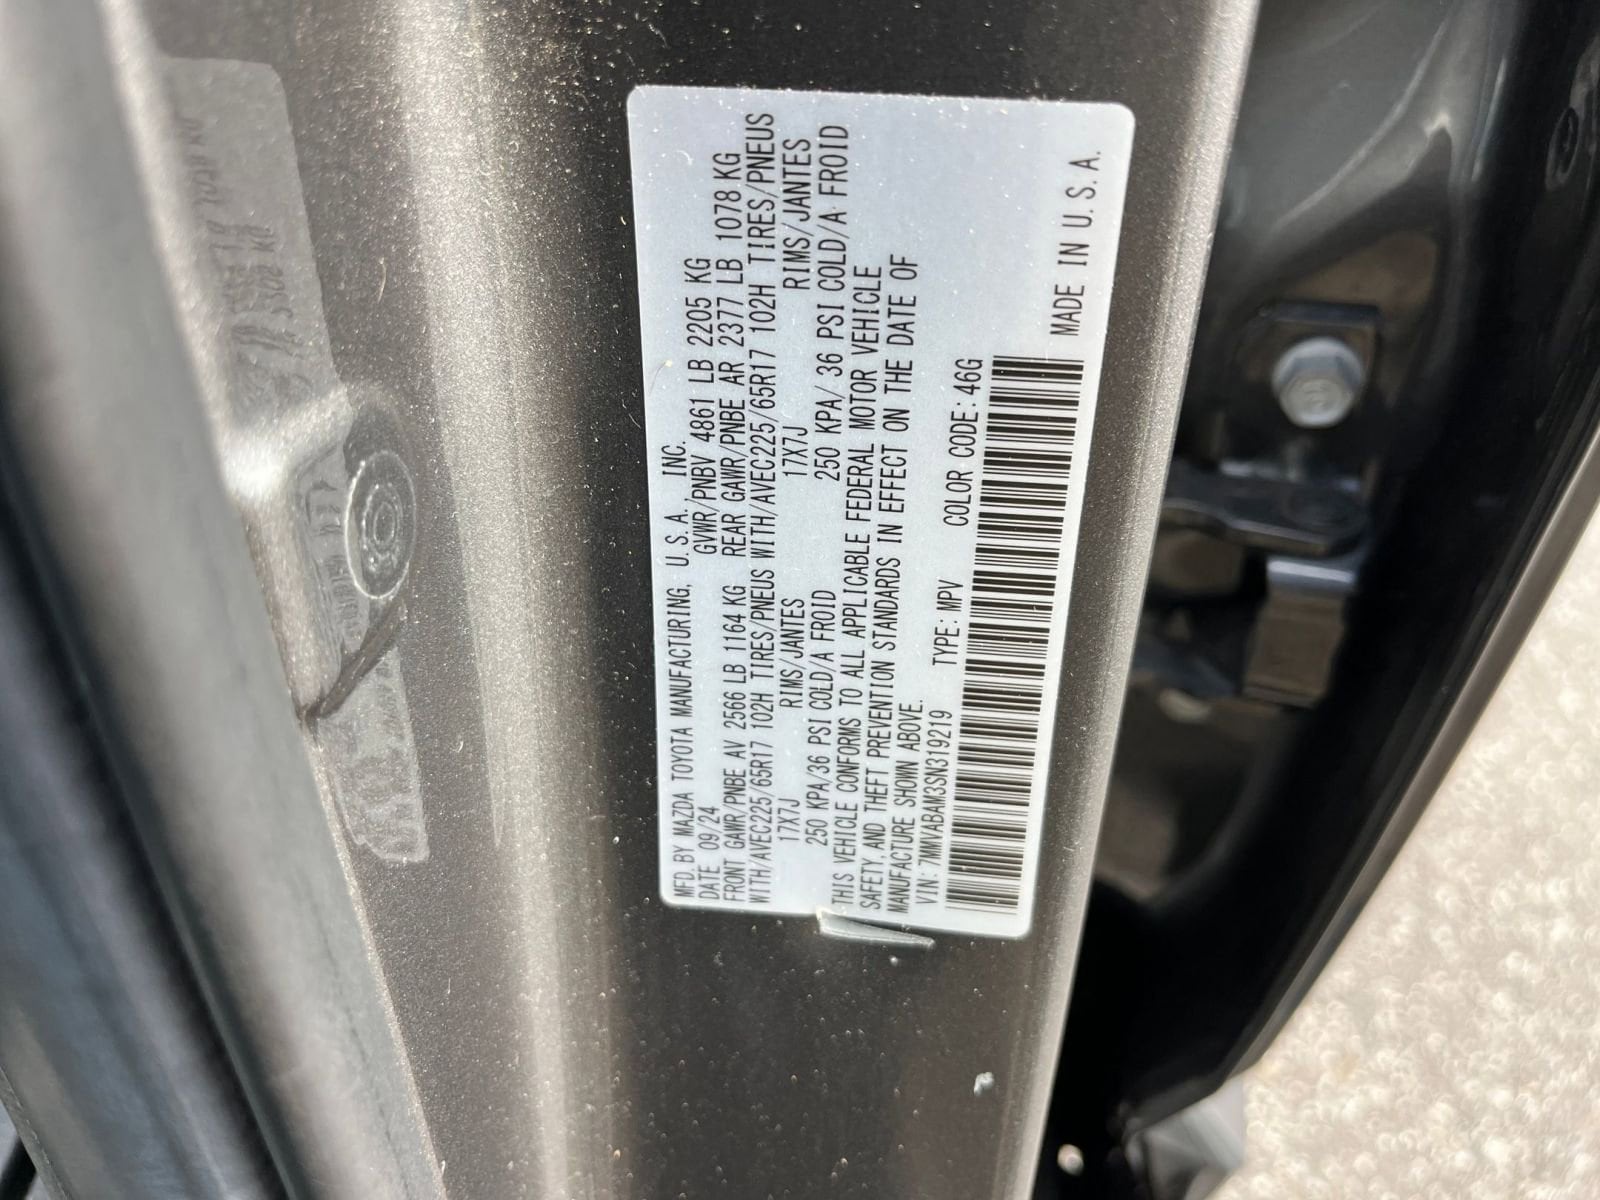 MFD. BY MAZDA TOYOTA MANUFACTURING, U.S.A., INC.
DATE 09/24 GVWR/PNBV 4861 LB 2205 KG
FRONT GAWR/PNBE AV 2566 LB 1164 KG REAR GAWR/PNBE AR 2377 LB 1078 KG
WITH/AVEC225/65R17 102H TIRES/PNEUS WITH/AVEC225/65R17 102H TIRES/PNEUS
17X7J RIMS/JANTES 17X7J RIMS/JANTES
250 KPA/36 PSI COLD/A FROID 250 KPA/ 36 PSI COLD/A FROID
THIS VEHICLE CONFORMS TO ALL APPLICABLE FEDERAL MOTOR VEHICLE
SAFETY, AND THEFT PREVENTION STANDARDS IN EFFECT ON THE DATE OF
MANUFACTURE SHOWN ABOVE.
VIN: 7MMVABAM3SN319219 TYPE: MPV COLOR CODE: 46G
MADE IN U.S.A.